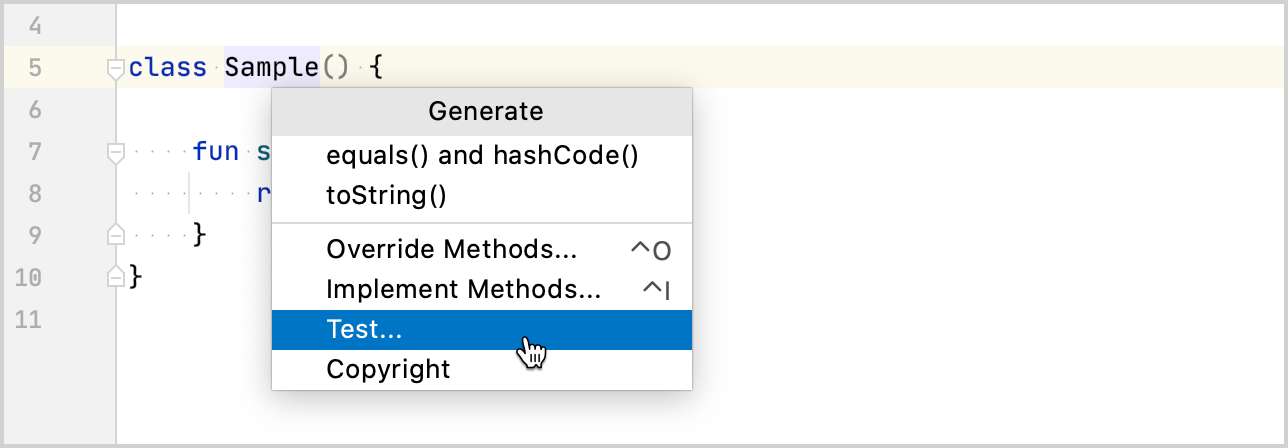 4
5 class Sample() {
Generate
6
equals() and hashCode()
7 fun s
toString()
8 r
9 }
Override Methods... ^O
10 }
Implement Methods... ^I
11
Test...
Copyright